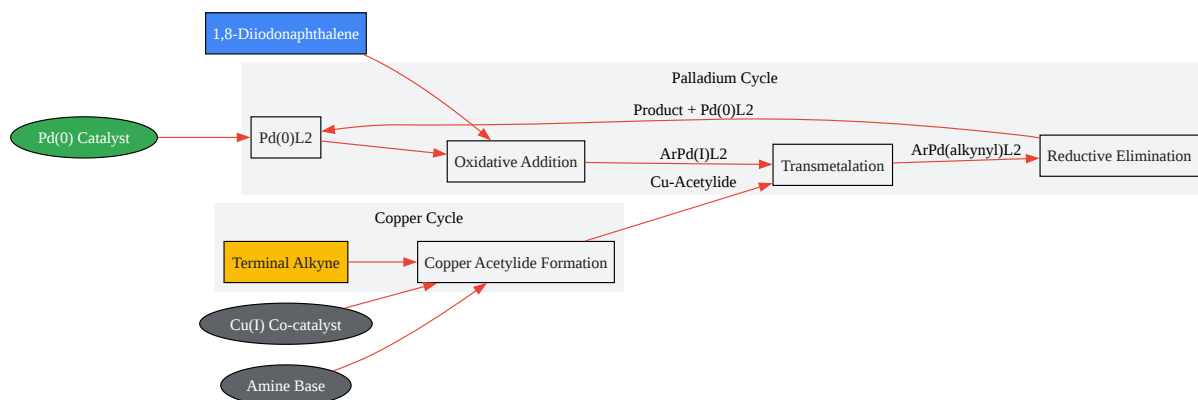 1,8-Diiodonaphthalene
Palladium Cycle
Product + Pd(0)L2
Pd(0) Catalyst
Pd(0)L2
Oxidative Addition
ArPd(I)L2
Transmetalation
ArPd(alkynyl)L2
Reductive Elimination
Cu-Acetylide
Copper Cycle
Terminal Alkyne
Copper Acetylide Formation
Cu(I) Co-catalyst
Amine Base